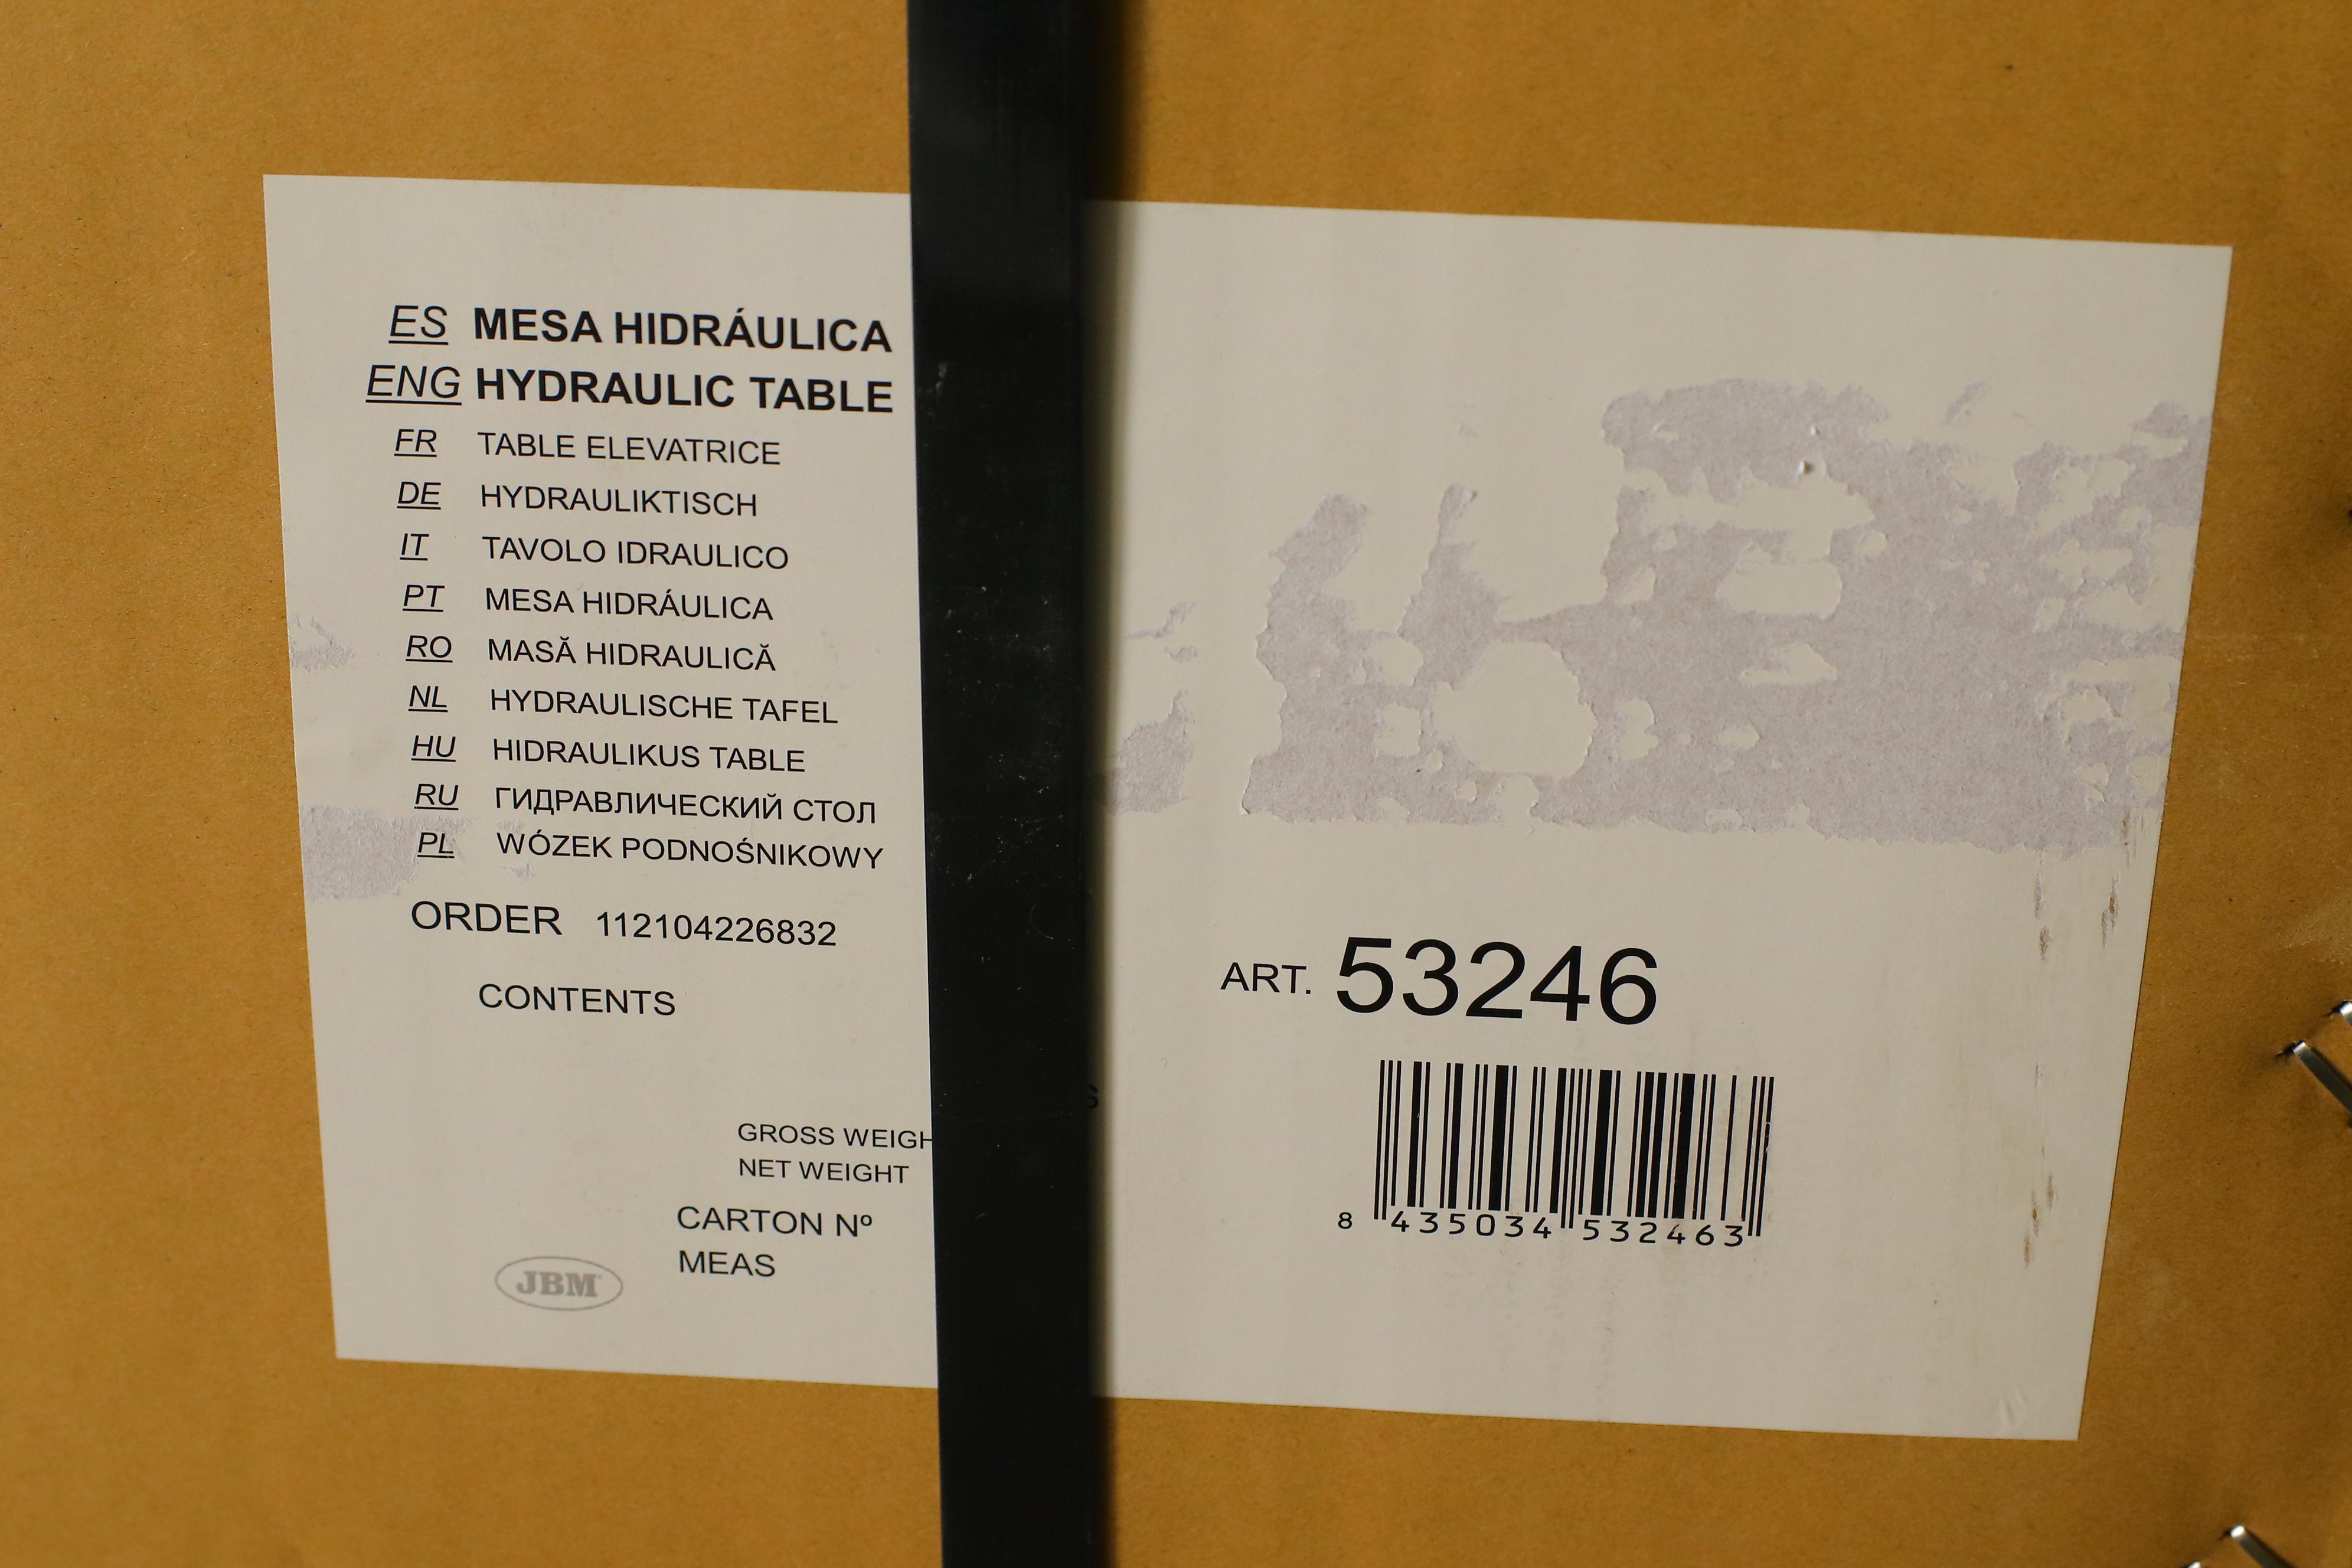 ES MESA HIDRÁULICA
ENG HYDRAULIC TABLE
FR TABLE ELEVATRICE
DE HYDRAULIKTISCH
IT TAVOLO IDRAULICO
PT MESA HIDRÁULICA
RO MASĂ HIDRAULICĂ
NL HYDRAULISCHE TAFEL
HU HIDRAULIKUS TABLE
RU ГИДРАВЛИЧЕСКИЙ СТОЛ
PL WÓZEK PODNOŚNIKOWY
ORDER 112104226832
CONTENTS
GROSS WEIGH
NET WEIGHT
CARTON Nº
MEAS
JBM
ART. 53246
8 435034 532463